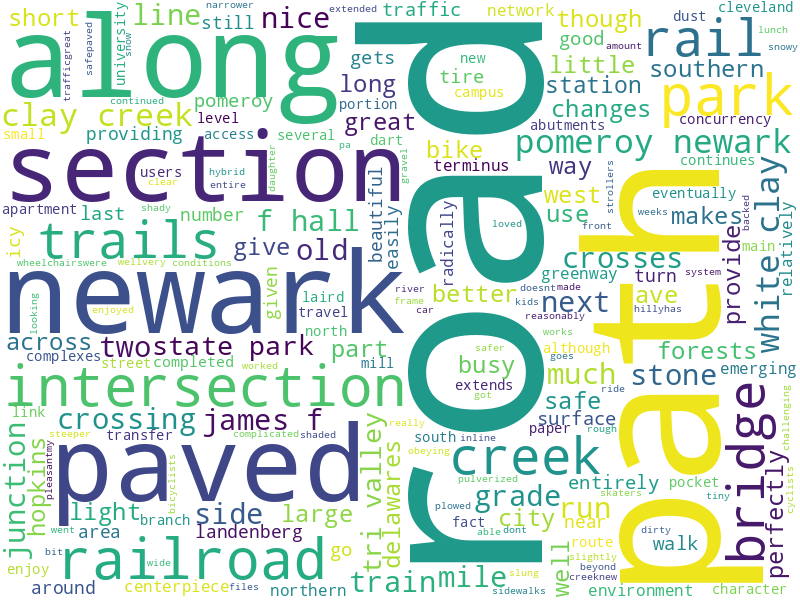 along
section
newark
paved
road
path
intersection
railroad
trails
park
rail
bridge
creek
line
nice
short
still
traffic
network
though
good
cleveland
narrower
extended
dust
lunch
snowy
amount
university
snow
safepaved
trafficgreat
gets
new
tire
campus
little
southern
station
long
portion
great
clay creek
pomeroy
level
continued
small
providing
access
several
dart
abutments
changes
concurrency
pomeroy newark
bike
terminus
users
hybrid
entire
clear
shady
daughter
pa
gravel
beautiful
easily
radically
loved
way
west
use
continues
eventually
strollers
weeks
front
makes
backed
main
white clay
relatively
apartment
last
number
f hall
old
icy
give
given
wheelchairswere
wellivery
conditions
looking
enjoyed
laird
travel
north
river
frame
car
better
doesnt
made
kids
reasonably
greenway
turn
system
crosses
next
ave
hillyhas
provide
across
twostate park
part
complexes
street
completed
worked
mill
busy
safer
extends
got
works
although
goes
much
forests
emerging
stone
safe
ride
surface
rough
link
crossing
james f
transfer
complicated
shaded
steeper
pleasantmy
hopkins
junction
really
obeying
south
inline
paper
challenging
perfectly
cyclists
tri valley
delawares
light
side
large
branch
landenberg
area
went
bit
wide
bicyclists
enjoy
around
centerpiece
files
northern
go
train
mile
plowed
pulverized
skaters
fact
able
dont
slung
sidewalks
grade
city
run
near
entirely
pocket
tiny
route
slightly
beyond
creeknew
dirty
walk
well
environment
character